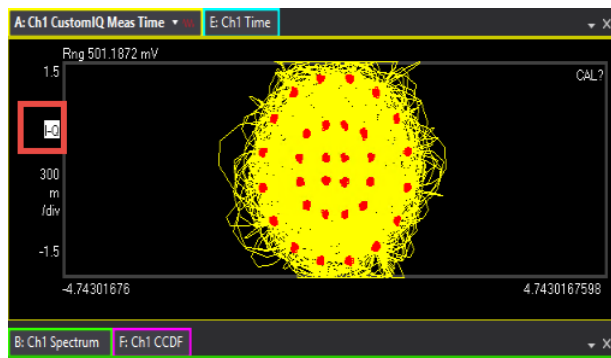 A: Ch1 CustomIQ Meas Time E: Ch1 Time
Rng 501.1872 mV
1.5
CAL?
I-Q
300
m
/div
-1.5
-4.74301676
4.7430167598
B: Ch1 Spectrum F: Ch1 CCDF